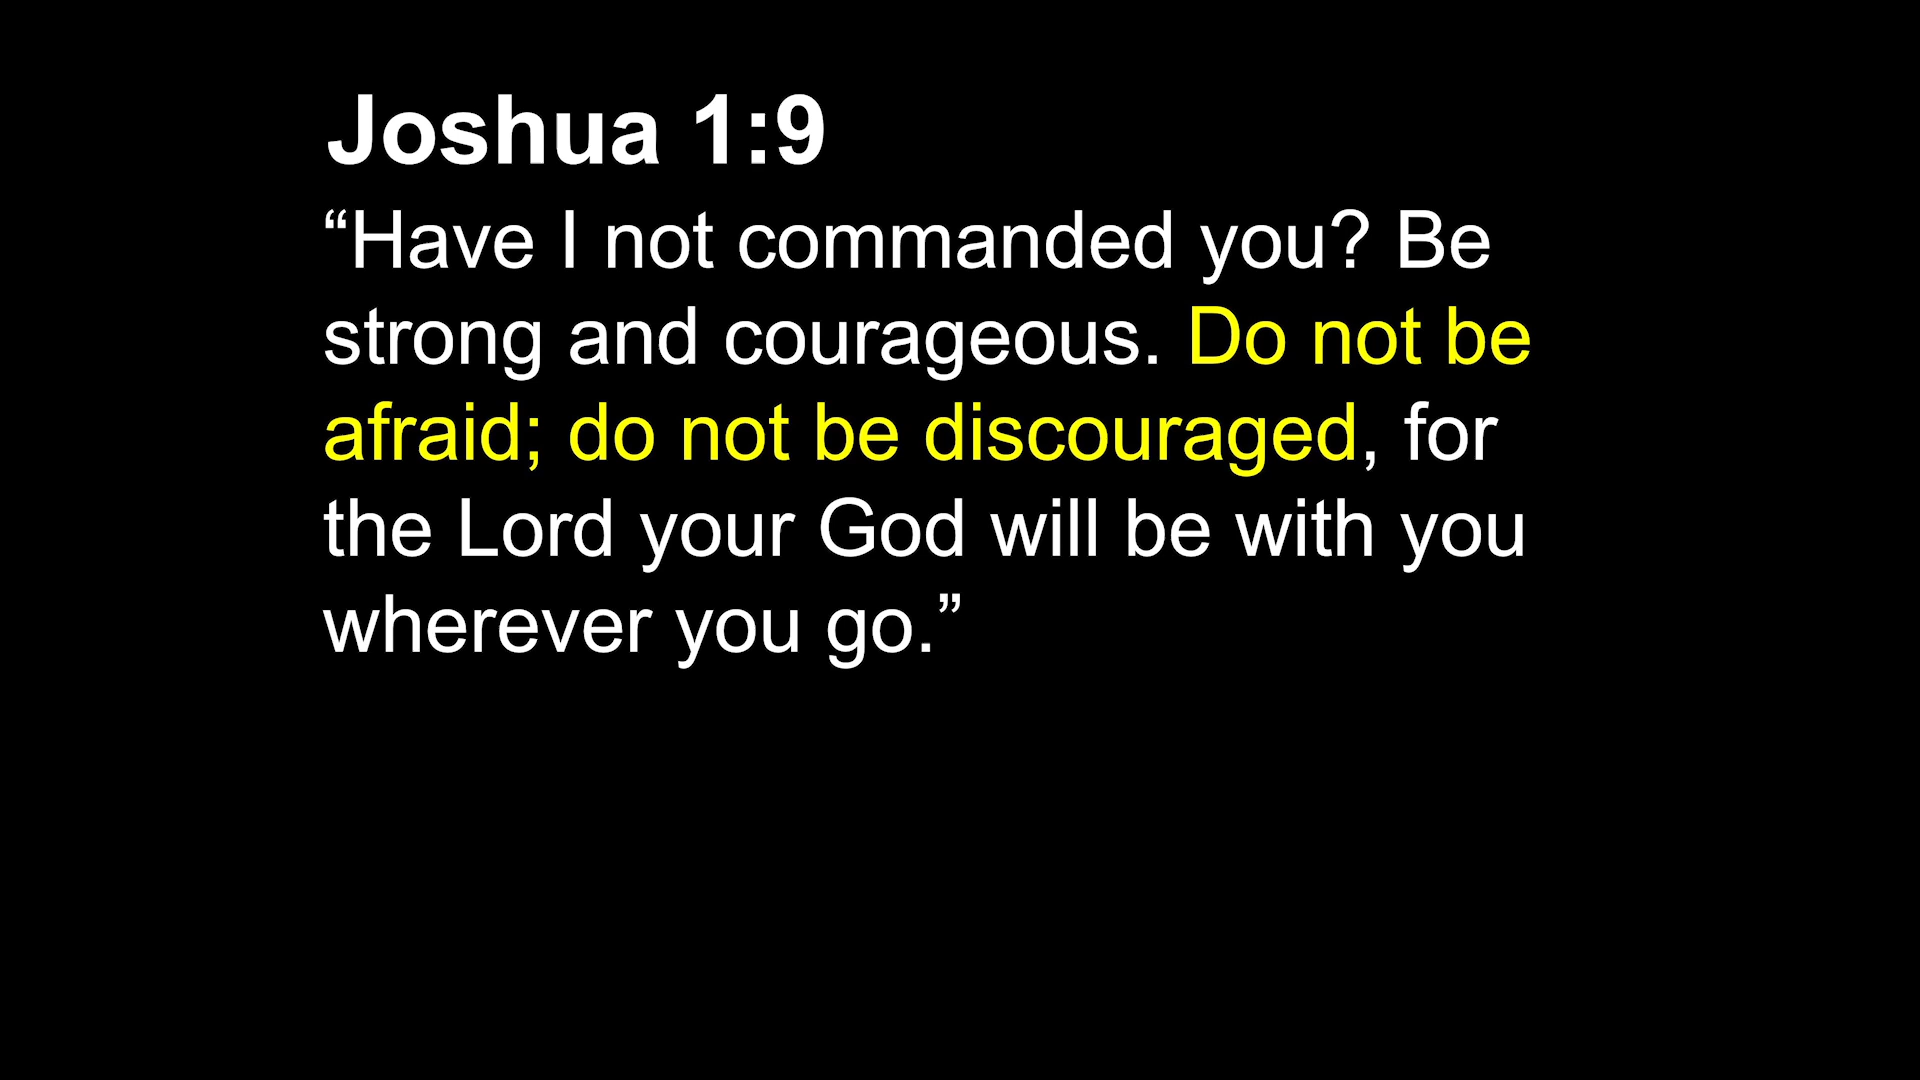 Joshua 1:9
“Have I not commanded you? Be
strong and courageous. Do not be
afraid; do not be discouraged, for
the Lord your God will be with you
wherever you go.”